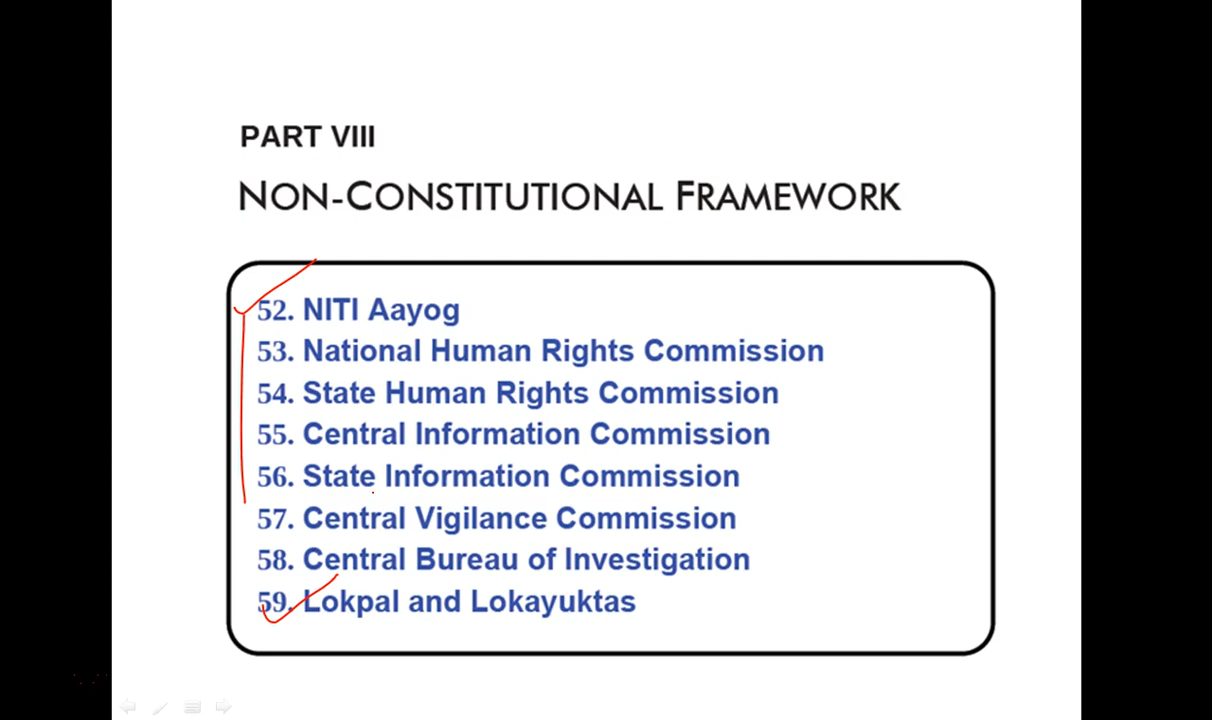 PART VIII
NON-CONSTITUTIONAL FRAMEWORK
52. NITI Aayog
53. National Human Rights Commission
54. State Human Rights Commission
55. Central Information Commission
56. State Information Commission
57. Central Vigilance Commission
58. Central Bureau of Investigation
59. Lokpal and Lokayuktas